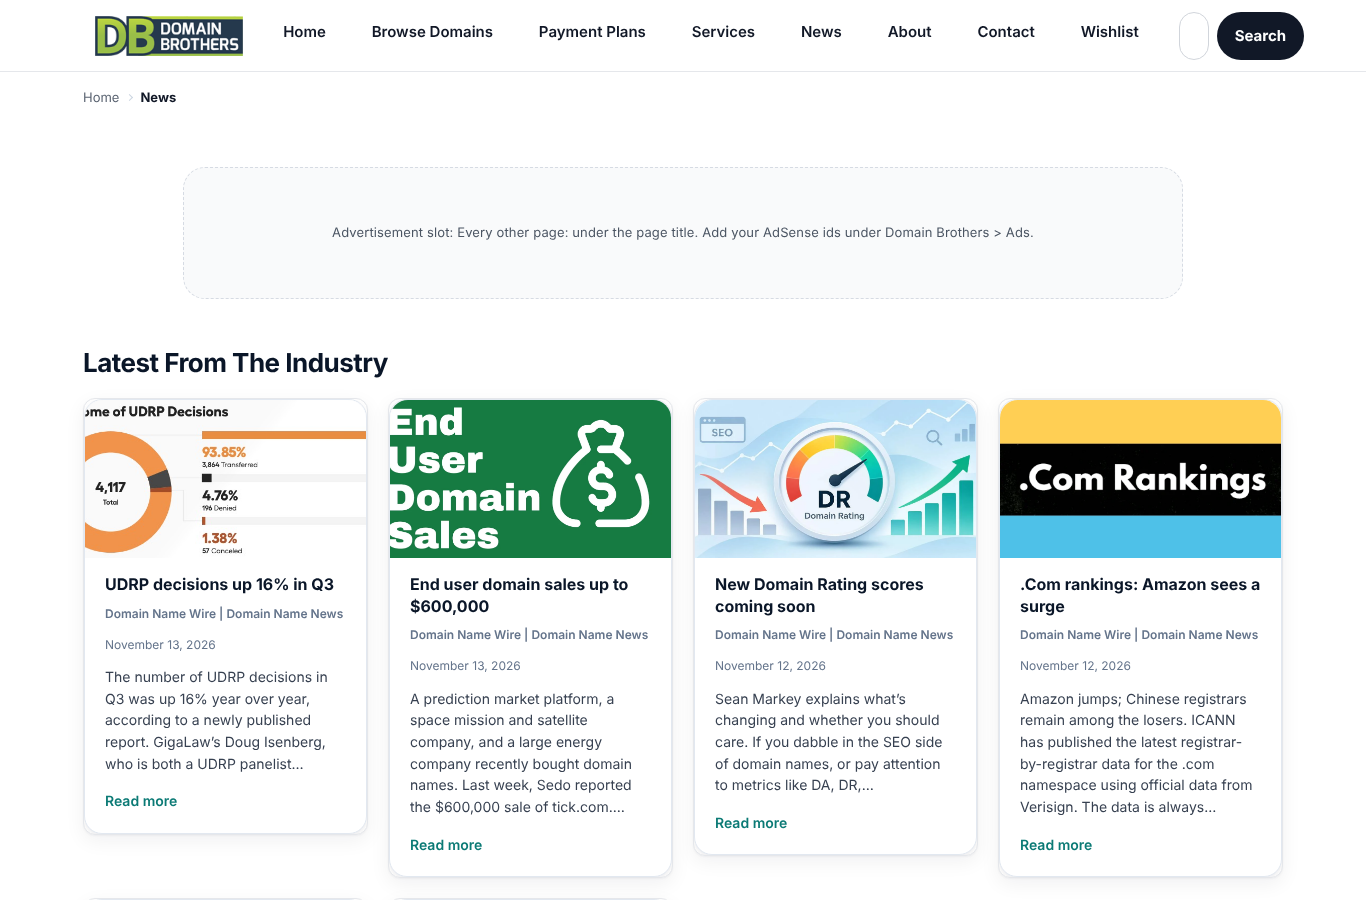 DB DOMAIN
BROTHERS
Home
Browse Domains
Payment Plans
Services
News
About
Contact
Wishlist
Search
Home › News
Advertisement slot: Every other page: under the page title. Add your AdSense ids under Domain Brothers > Ads.
Latest From The Industry
ome of UDRP Decisions
4,117
Total
93.85%
3,864 Transferred
4.76%
196 Denied
1.38%
57 Canceled
UDRP decisions up 16% in Q3
Domain Name Wire | Domain Name News
November 13, 2026
The number of UDRP decisions in
Q3 was up 16% year over year,
according to a newly published
report. GigaLaw’s Doug Isenberg,
who is both a UDRP panelist…
Read more
End
User
Domain
Sales
$
End user domain sales up to
$600,000
Domain Name Wire | Domain Name News
November 13, 2026
A prediction market platform, a
space mission and satellite
company, and a large energy
company recently bought domain
names. Last week, Sedo reported
the $600,000 sale of tick.com.…
Read more
SEO
DR
Domain Rating
New Domain Rating scores
coming soon
Domain Name Wire | Domain Name News
November 12, 2026
Sean Markey explains what’s
changing and whether you should
care. If you dabble in the SEO side
of domain names, or pay attention
to metrics like DA, DR,…
Read more
.Com Rankings
.Com rankings: Amazon sees a
surge
Domain Name Wire | Domain Name News
November 12, 2026
Amazon jumps; Chinese registrars
remain among the losers. ICANN
has published the latest registrar-
by-registrar data for the .com
namespace using official data from
Verisign. The data is always…
Read more